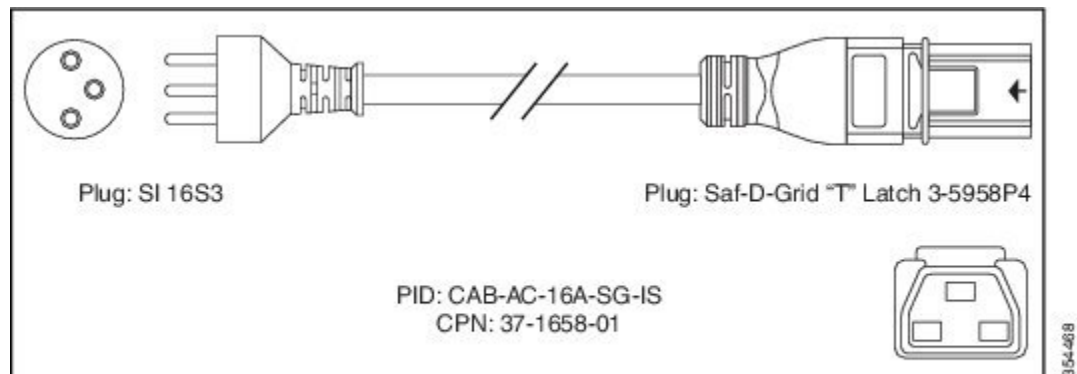 Plug: SI 16S3
Plug: Saf-D-Grid “T” Latch 3-5958P4
PID: CAB-AC-16A-SG-IS
CPN: 37-1658-01
354468